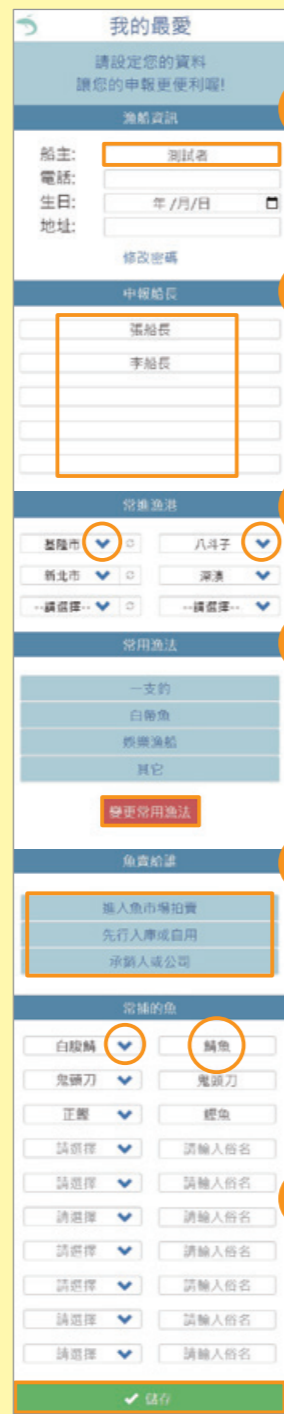 我的最愛
請設定您的資料
讓您的申報更便利喔!
漁船資訊
船主: 測試者
電話:
生日: 年 /月/日
地址:
修改密碼
申報船長
張船長
李船長
常進漁港
基隆市 八斗子
新北市 深澳
--請選擇-- --請選擇--
常用漁法
一支釣
白帶魚
娛樂漁船
其它
變更常用漁法
魚賣給誰
進入魚市場拍賣
先行入庫或自用
承銷人或公司
常補的魚
白腹鯖 鯖魚
鬼頭刀 鬼頭刀
正鰹 鰹魚
請選擇 請輸入俗名
請選擇 請輸入俗名
請選擇 請輸入俗名
請選擇 請輸入俗名
請選擇 請輸入俗名
請選擇 請輸入俗名
請選擇 請輸入俗名
儲存